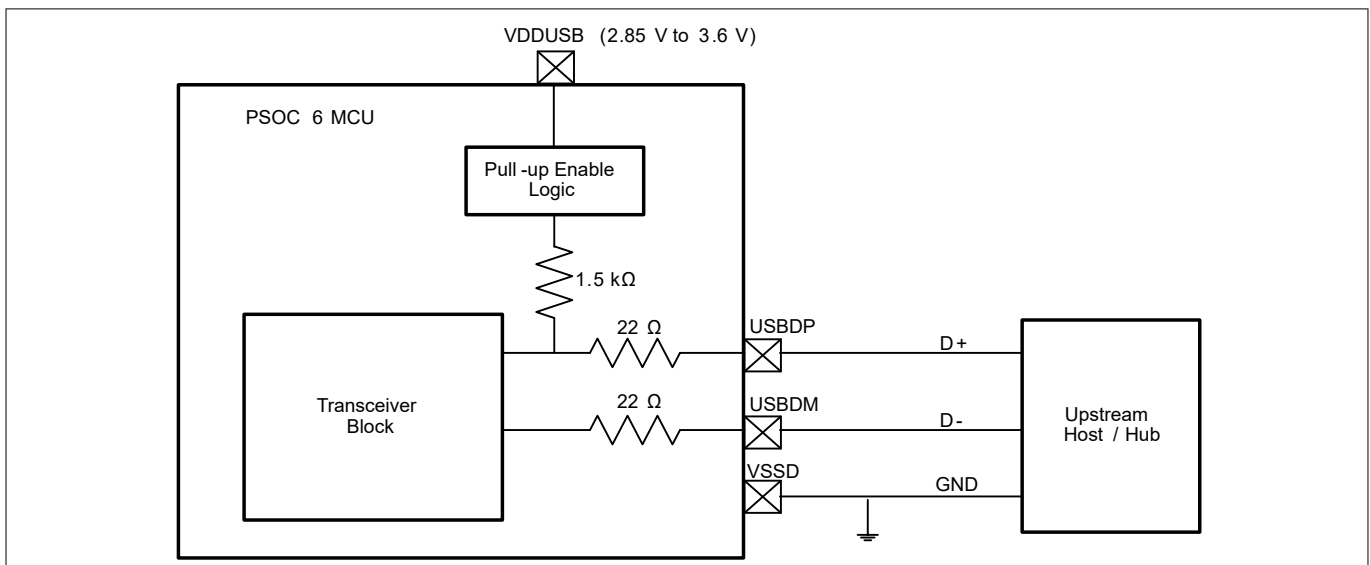 VDDUSB (2.85 V to 3.6 V)
PSOC 6 MCU
Pull -up Enable
Logic
1.5 kΩ
22 Ω
USBDP
D+
Transceiver
Block
22 Ω
USBDM
D-
Upstream
Host / Hub
VSSD
GND